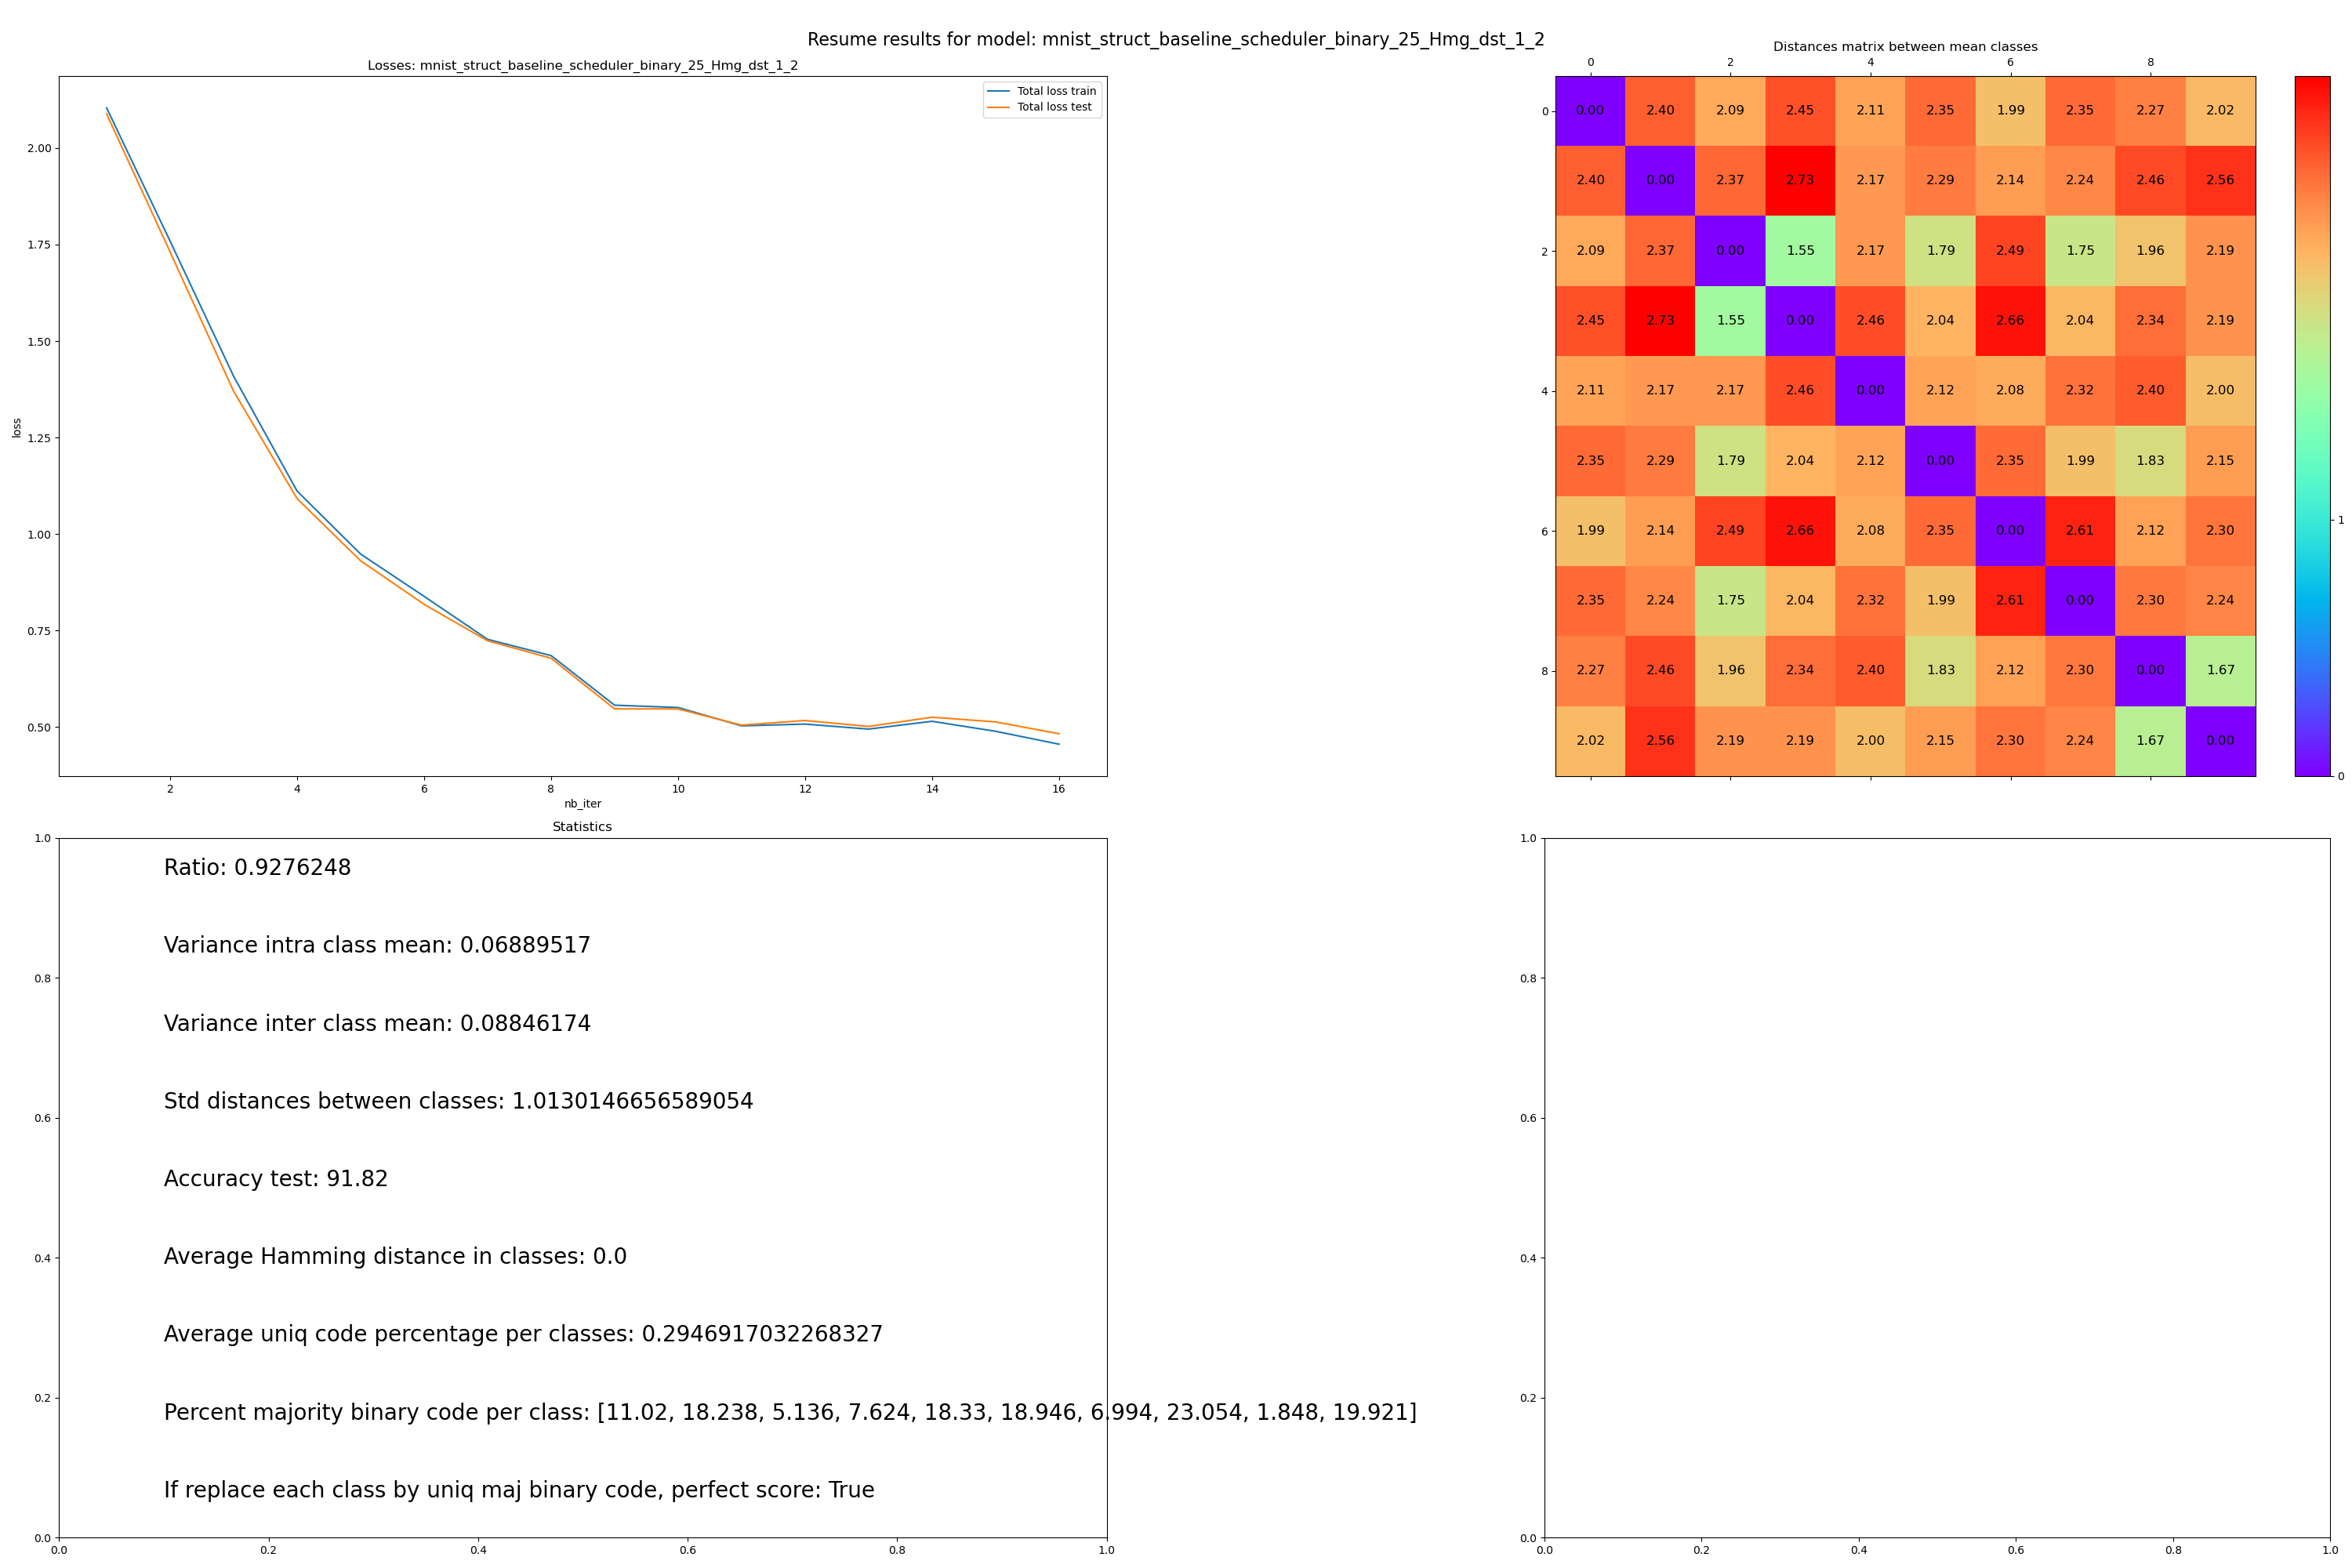 Resume results for model: mnist_struct_baseline_scheduler_binary_25_Hmg_dst_1_2
Losses: mnist_struct_baseline_scheduler_binary_25_Hmg_dst_1_2
Total loss train
Total loss test
2.00
1.75
1.50
1.25
1.00
0.75
0.50
loss
2 4 6 8 10 12 14 16
nb_iter
Distances matrix between mean classes
0 2 4 6 8
0 0.00 2.40 2.09 2.45 2.11 2.35 1.99 2.35 2.27 2.02
2.40 0.00 2.37 2.73 2.17 2.29 2.14 2.24 2.46 2.56
2 2.09 2.37 0.00 1.55 2.17 1.79 2.49 1.75 1.96 2.19
2.45 2.73 1.55 0.00 2.46 2.04 2.66 2.04 2.34 2.19
4 2.11 2.17 2.17 2.46 0.00 2.12 2.08 2.32 2.40 2.00
2.35 2.29 1.79 2.04 2.12 0.00 2.35 1.99 1.83 2.15
6 1.99 2.14 2.49 2.66 2.08 2.35 0.00 2.61 2.12 2.30
2.35 2.24 1.75 2.04 2.32 1.99 2.61 0.00 2.30 2.24
8 2.27 2.46 1.96 2.34 2.40 1.83 2.12 2.30 0.00 1.67
2.02 2.56 2.19 2.19 2.00 2.15 2.30 2.24 1.67 0.00
1
0
Statistics
1.0
0.8
0.6
0.4
0.2
0.0
Ratio: 0.9276248
Variance intra class mean: 0.06889517
Variance inter class mean: 0.08846174
Std distances between classes: 1.0130146656589054
Accuracy test: 91.82
Average Hamming distance in classes: 0.0
Average uniq code percentage per classes: 0.2946917032268327
Percent majority binary code per class: [11.02, 18.238, 5.136, 7.624, 18.33, 18.946, 6.994, 23.054, 1.848, 19.921]
If replace each class by uniq maj binary code, perfect score: True
0.0 0.2 0.4 0.6 0.8 1.0
1.0
0.8
0.6
0.4
0.2
0.0
0.0 0.2 0.4 0.6 0.8 1.0